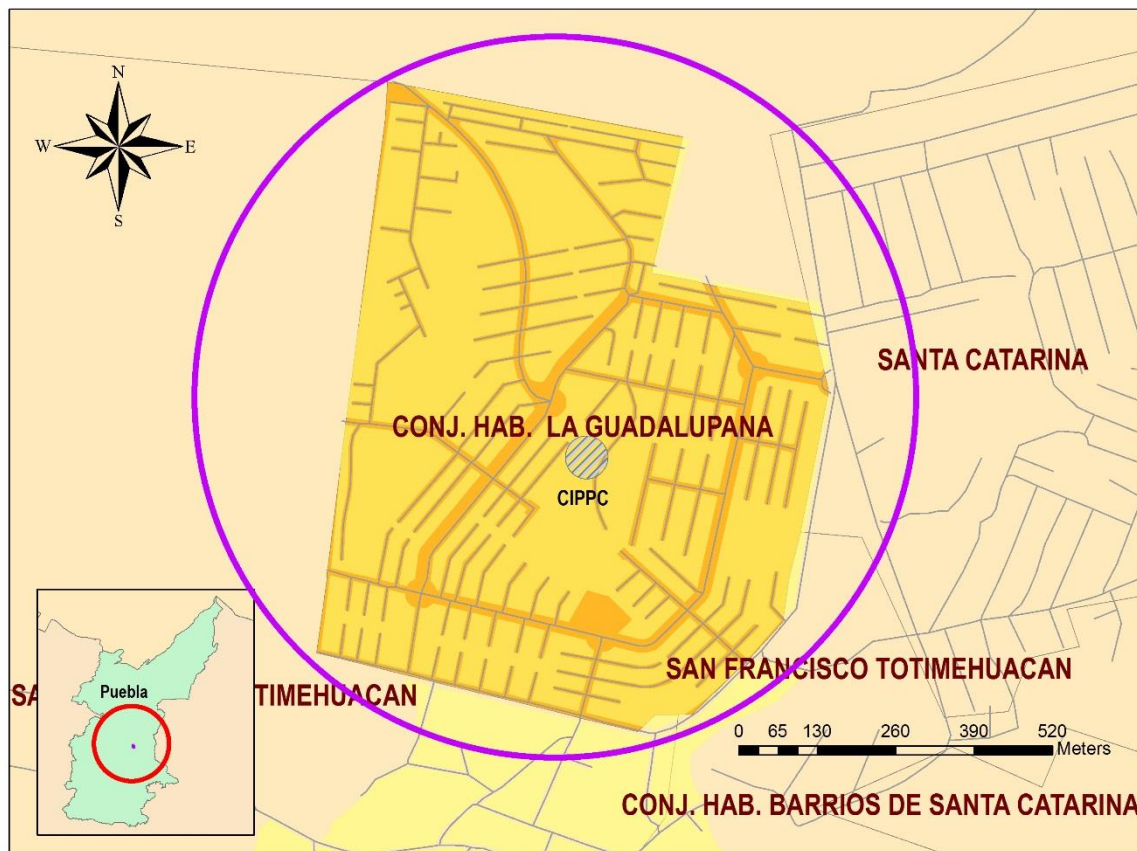 N
W E
S
SANTA CATARINA
CONJ. HAB. LA GUADALUPANA
CIPPC
SAN FRANCISCO TOTIMEHUACAN
Puebla
SA TIMEHUACAN
0 65 130 260 390 520
Meters
CONJ. HAB. BARRIOS DE SANTA CATARINA